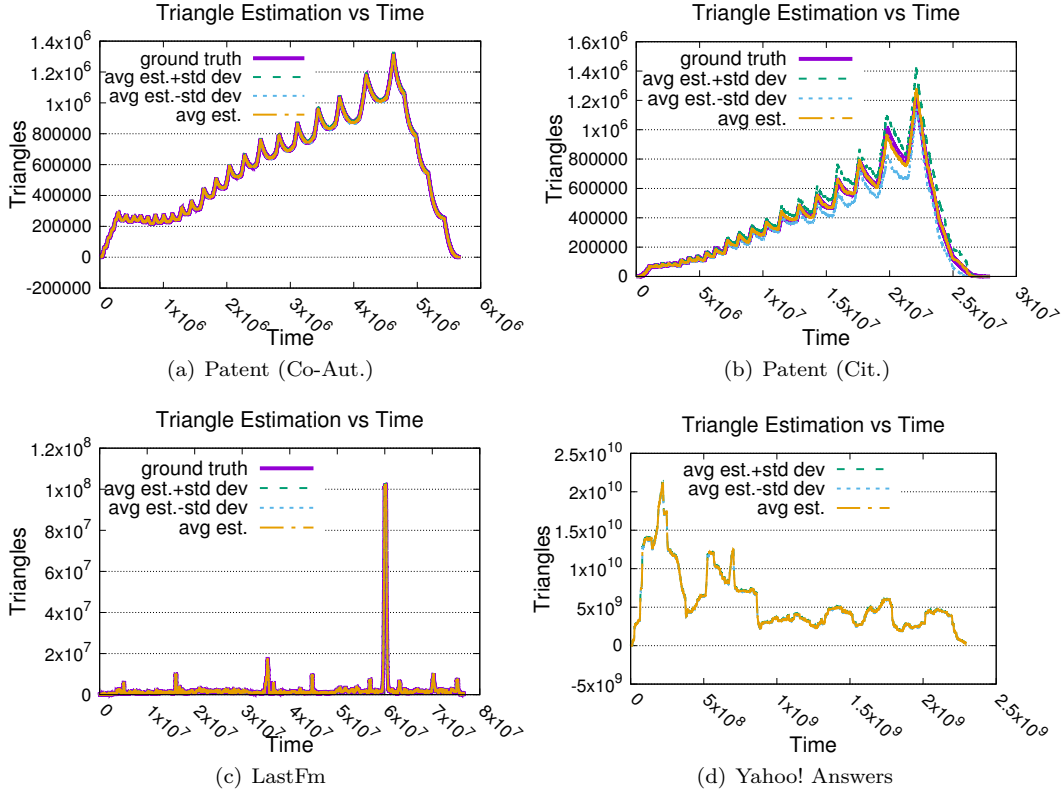 Triangle Estimation vs Time
1.4x10^6
1.2x10^6
1x10^6
800000
600000
400000
200000
0
-200000
Triangles
ground truth
avg est.+std dev
avg est.-std dev
avg est.
0
1x10^6
2x10^6
3x10^6
4x10^6
5x10^6
6x10^6
Time
(a) Patent (Co-Aut.)
Triangle Estimation vs Time
1.6x10^6
1.4x10^6
1.2x10^6
1x10^6
800000
600000
400000
200000
0
Triangles
ground truth
avg est.+std dev
avg est.-std dev
avg est.
0
5x10^6
1x10^7
1.5x10^7
2x10^7
2.5x10^7
3x10^7
Time
(b) Patent (Cit.)
Triangle Estimation vs Time
1.2x10^8
1x10^8
8x10^7
6x10^7
4x10^7
2x10^7
0
Triangles
ground truth
avg est.+std dev
avg est.-std dev
avg est.
0
1x10^7
2x10^7
3x10^7
4x10^7
5x10^7
6x10^7
7x10^7
8x10^7
Time
(c) LastFm
Triangle Estimation vs Time
2.5x10^10
2x10^10
1.5x10^10
1x10^10
5x10^9
0
-5x10^9
Triangles
avg est.+std dev
avg est.-std dev
avg est.
0
5x10^8
1x10^9
1.5x10^9
2x10^9
2.5x10^9
Time
(d) Yahoo! Answers